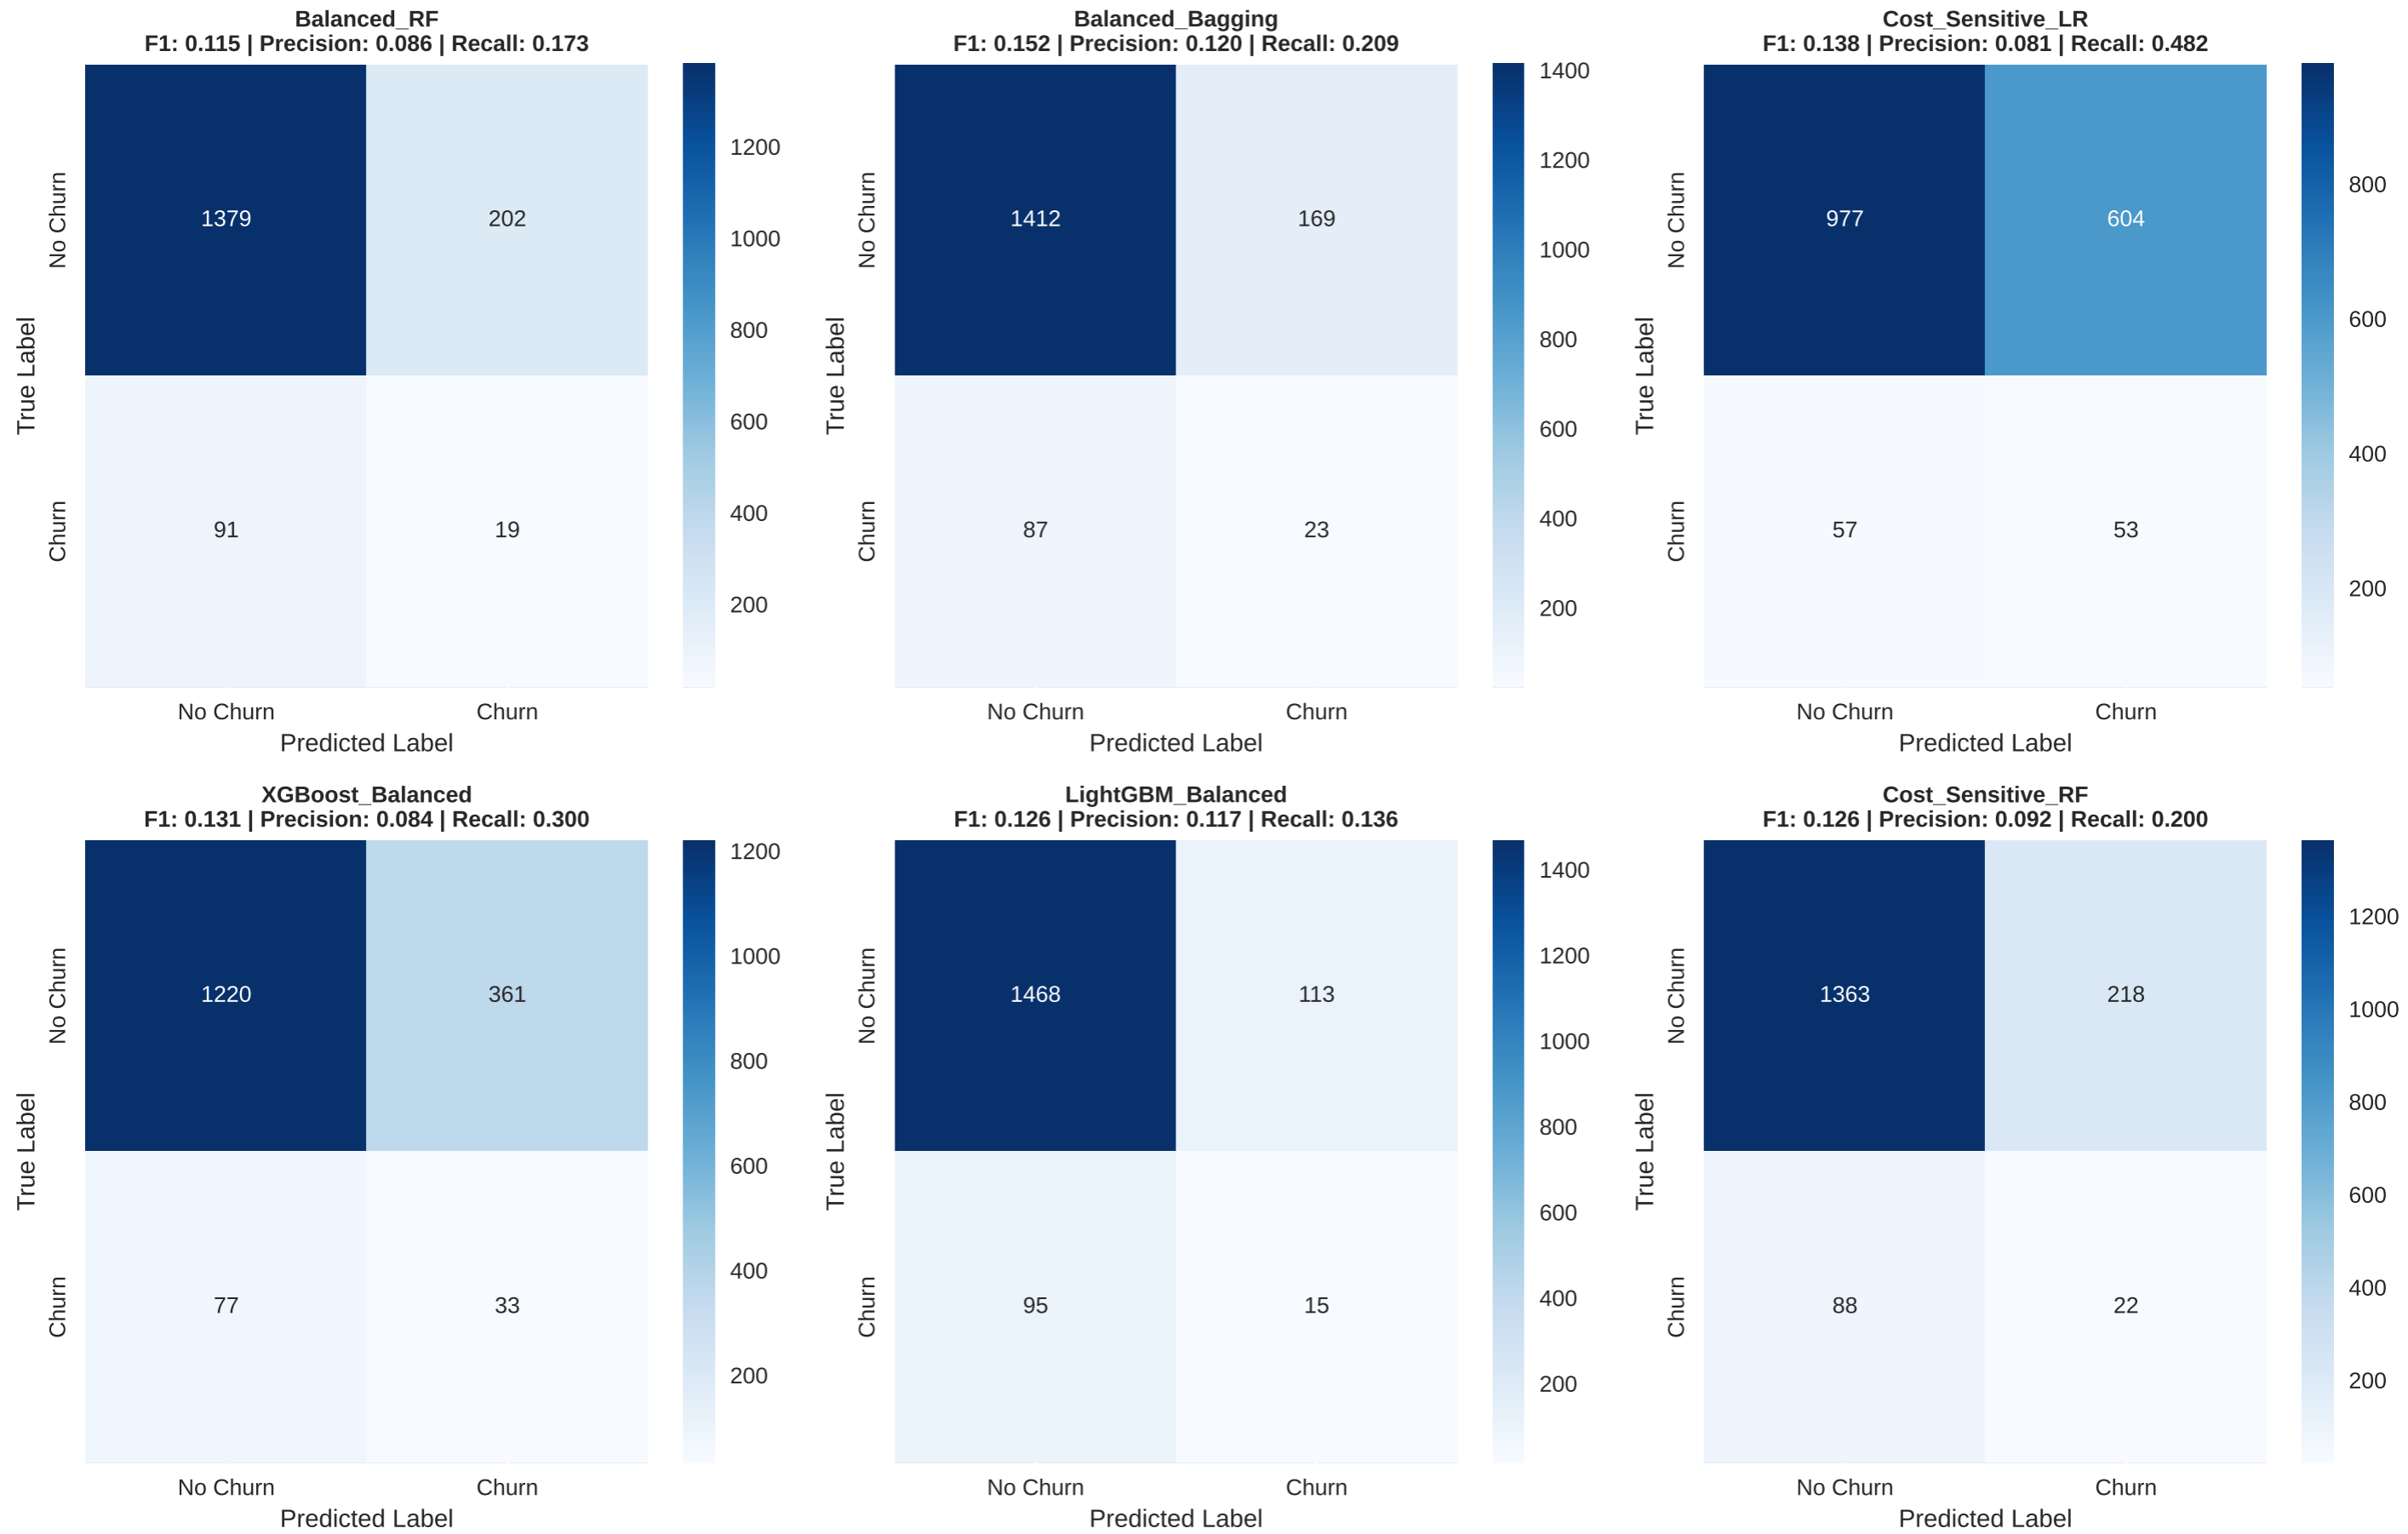 Balanced_RF
F1: 0.115 | Precision: 0.086 | Recall: 0.173
True Label
No Churn
Churn
1379
202
91
19
No Churn
Churn
Predicted Label
1200
1000
800
600
400
200
Balanced_Bagging
F1: 0.152 | Precision: 0.120 | Recall: 0.209
True Label
No Churn
Churn
1412
169
87
23
No Churn
Churn
Predicted Label
1400
1200
1000
800
600
400
200
Cost_Sensitive_LR
F1: 0.138 | Precision: 0.081 | Recall: 0.482
True Label
No Churn
Churn
977
604
57
53
No Churn
Churn
Predicted Label
800
600
400
200
XGBoost_Balanced
F1: 0.131 | Precision: 0.084 | Recall: 0.300
True Label
No Churn
Churn
1220
361
77
33
No Churn
Churn
Predicted Label
1200
1000
800
600
400
200
LightGBM_Balanced
F1: 0.126 | Precision: 0.117 | Recall: 0.136
True Label
No Churn
Churn
1468
113
95
15
No Churn
Churn
Predicted Label
1400
1200
1000
800
600
400
200
Cost_Sensitive_RF
F1: 0.126 | Precision: 0.092 | Recall: 0.200
True Label
No Churn
Churn
1363
218
88
22
No Churn
Churn
Predicted Label
1200
1000
800
600
400
200